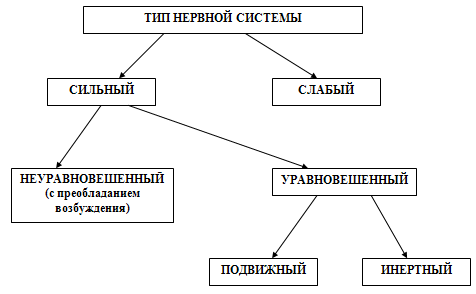 ТИП НЕРВНОЙ СИСТЕМЫ
СИЛЬНЫЙ
СЛАБЫЙ
НЕУРАВНОВЕШЕННЫЙ
(с преобладанием
возбуждения)
УРАВНОВЕШЕННЫЙ
ПОДВИЖНЫЙ
ИНЕРТНЫЙ